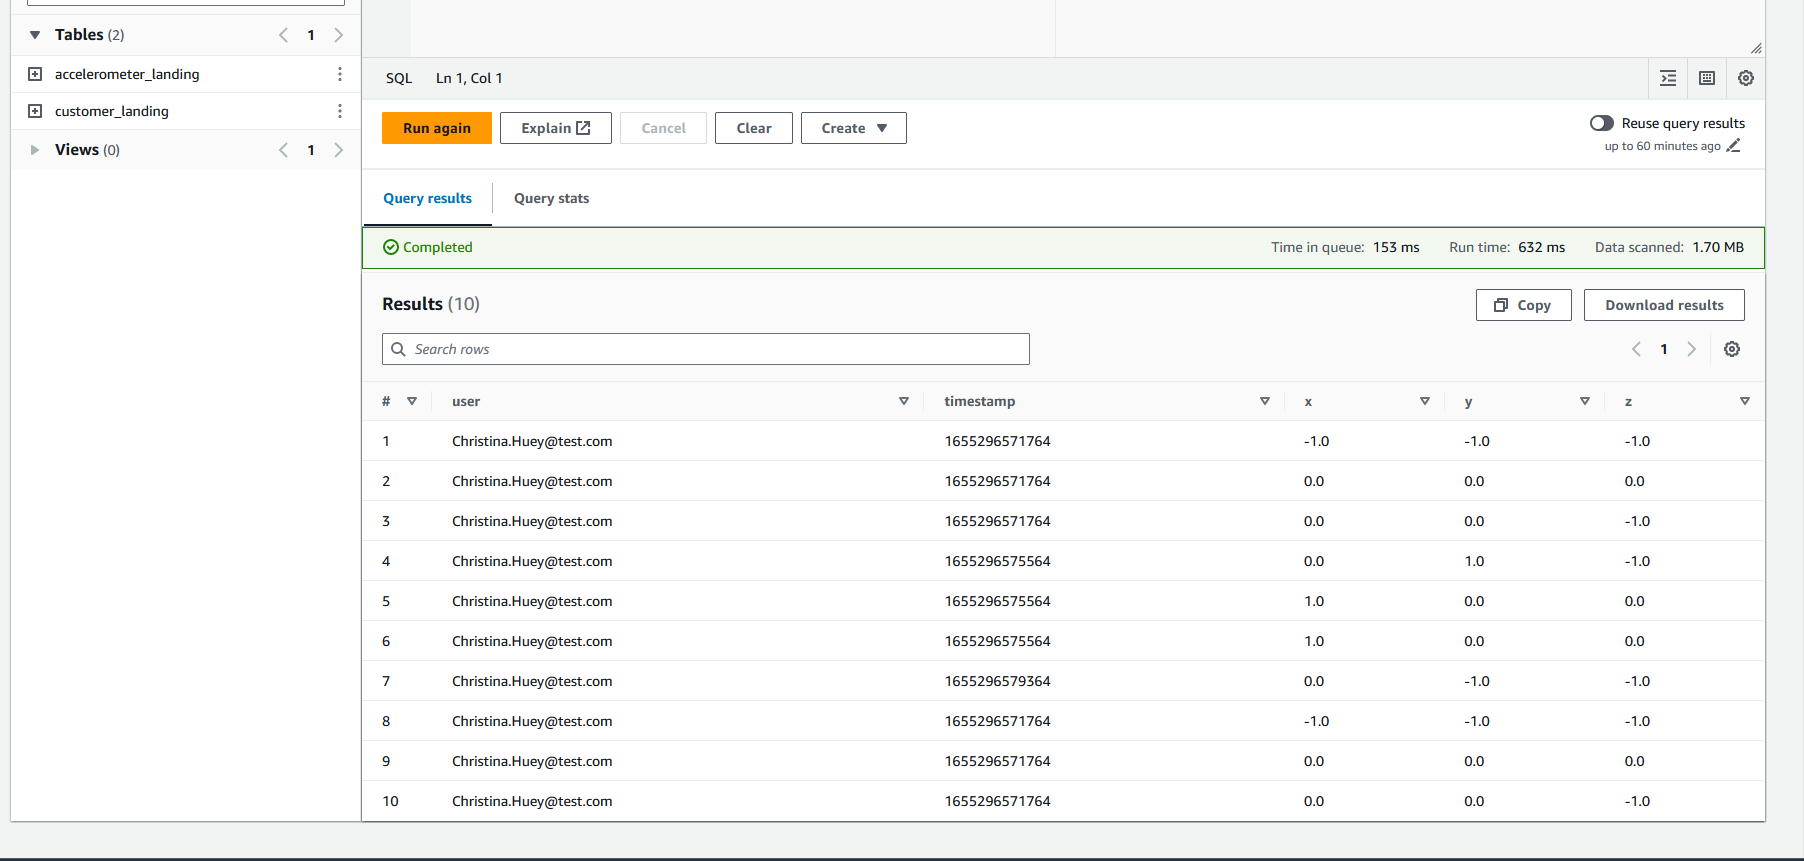 Tables (2) 1
accelerometer_landing
customer_landing
Views (0) 1
SQL Ln 1, Col 1
Run again Explain Cancel Clear Create
Reuse query results
up to 60 minutes ago
Query results Query stats
Completed Time in queue: 153 ms Run time: 632 ms Data scanned: 1.70 MB
Results (10) Copy Download results
Search rows 1
# user timestamp x y z
1 Christina.Huey@test.com 1655296571764 -1.0 -1.0 -1.0
2 Christina.Huey@test.com 1655296571764 0.0 0.0 0.0
3 Christina.Huey@test.com 1655296571764 0.0 0.0 -1.0
4 Christina.Huey@test.com 1655296575564 0.0 1.0 -1.0
5 Christina.Huey@test.com 1655296575564 1.0 0.0 0.0
6 Christina.Huey@test.com 1655296575564 1.0 0.0 0.0
7 Christina.Huey@test.com 1655296579364 0.0 -1.0 -1.0
8 Christina.Huey@test.com 1655296571764 -1.0 -1.0 -1.0
9 Christina.Huey@test.com 1655296571764 0.0 0.0 0.0
10 Christina.Huey@test.com 1655296571764 0.0 0.0 -1.0